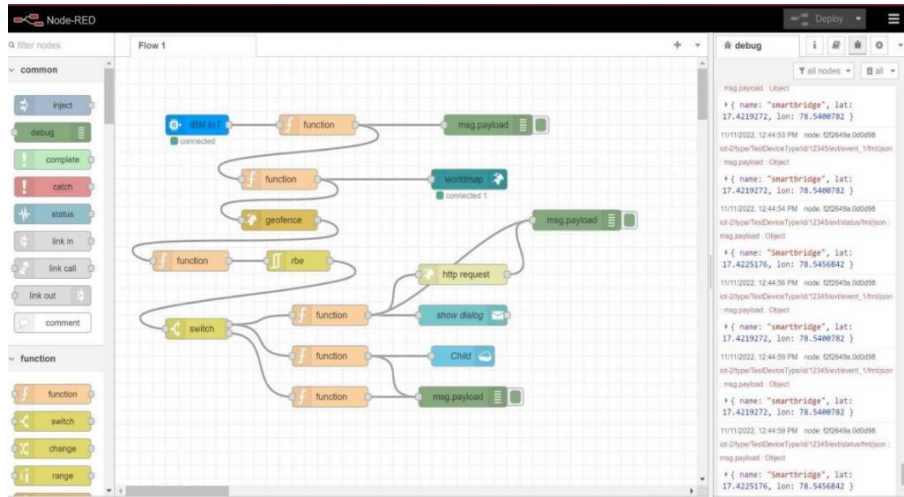 Node-RED
Deploy
filter nodes
Flow 1
debug
i
all nodes
all
common
inject
debug
complete
catch
status
link in
link call
link out
comment
function
function
switch
change
range
IBM IoT
connected
function
msg.payload
function
worldmap
connected 1
geofence
msg.payload
function
rbe
http request
switch
function
show dialog
function
Child
function
msg.payload
msg.payload : Object
{ name: "smartbridge", lat:
17.4219272, lon: 78.5400782 }
11/11/2022, 12:44:53 PM node: f2f2649a.0d0d98
iot-2/type/TestDeviceType/id/12345/evt/event_1/fmt/json
: msg.payload : Object
{ name: "smartbridge", lat:
17.4219272, lon: 78.5400782 }
11/11/2022, 12:44:54 PM node: f2f2649a.0d0d98
iot-2/type/TestDeviceType/id/12345/evt/status/fmt/json :
msg.payload : Object
{ name: "Smartbridge", lat:
17.4225176, lon: 78.5456842 }
11/11/2022, 12:44:56 PM node: f2f2649a.0d0d98
iot-2/type/TestDeviceType/id/12345/evt/event_1/fmt/json
: msg.payload : Object
{ name: "smartbridge", lat:
17.4219272, lon: 78.5400782 }
11/11/2022, 12:44:59 PM node: f2f2649a.0d0d98
iot-2/type/TestDeviceType/id/12345/evt/event_1/fmt/json
: msg.payload : Object
{ name: "smartbridge", lat:
17.4219272, lon: 78.5400782 }
11/11/2022, 12:44:59 PM node: f2f2649a.0d0d98
iot-2/type/TestDeviceType/id/12345/evt/status/fmt/json :
msg.payload : Object
{ name: "Smartbridge", lat:
17.4225176, lon: 78.5456842 }